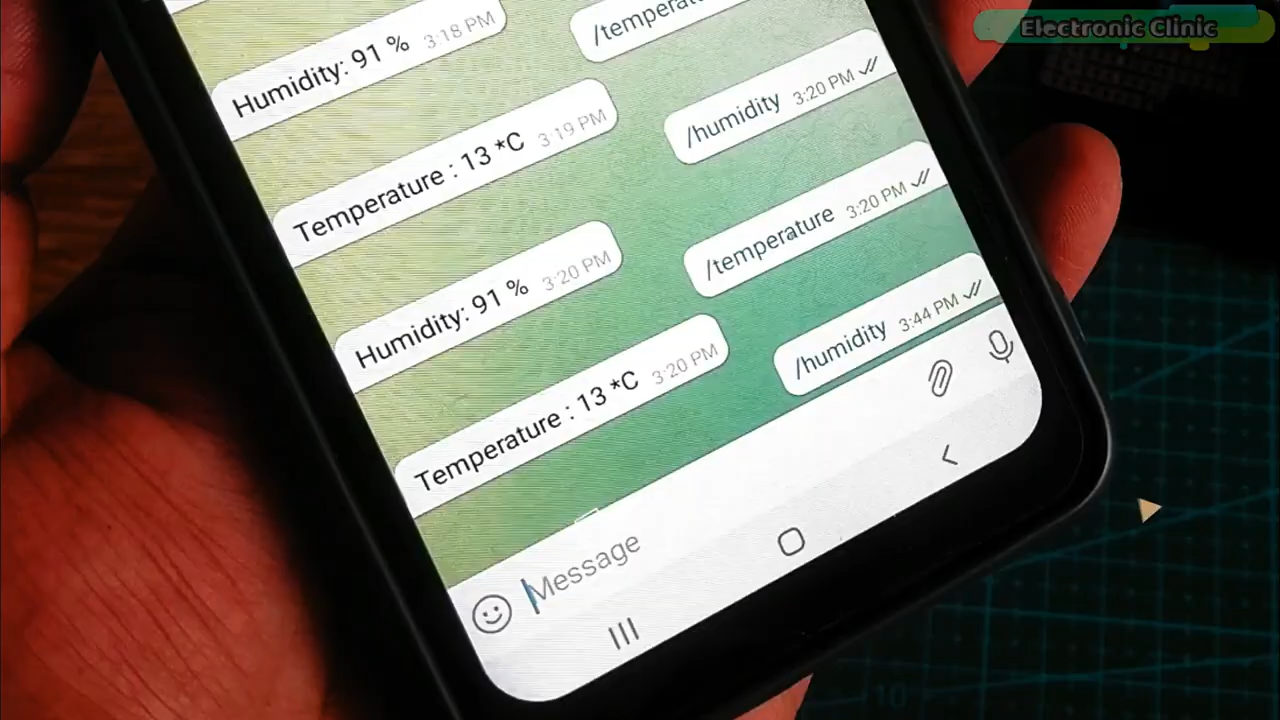 Electronic Clinic
Humidity: 91 % 3:18 PM
Temperature : 13 *C 3:19 PM
/humidity 3:20 PM
Humidity: 91 % 3:20 PM
/temperature 3:20 PM
Temperature : 13 *C 3:20 PM
/humidity 3:44 PM
Message
10